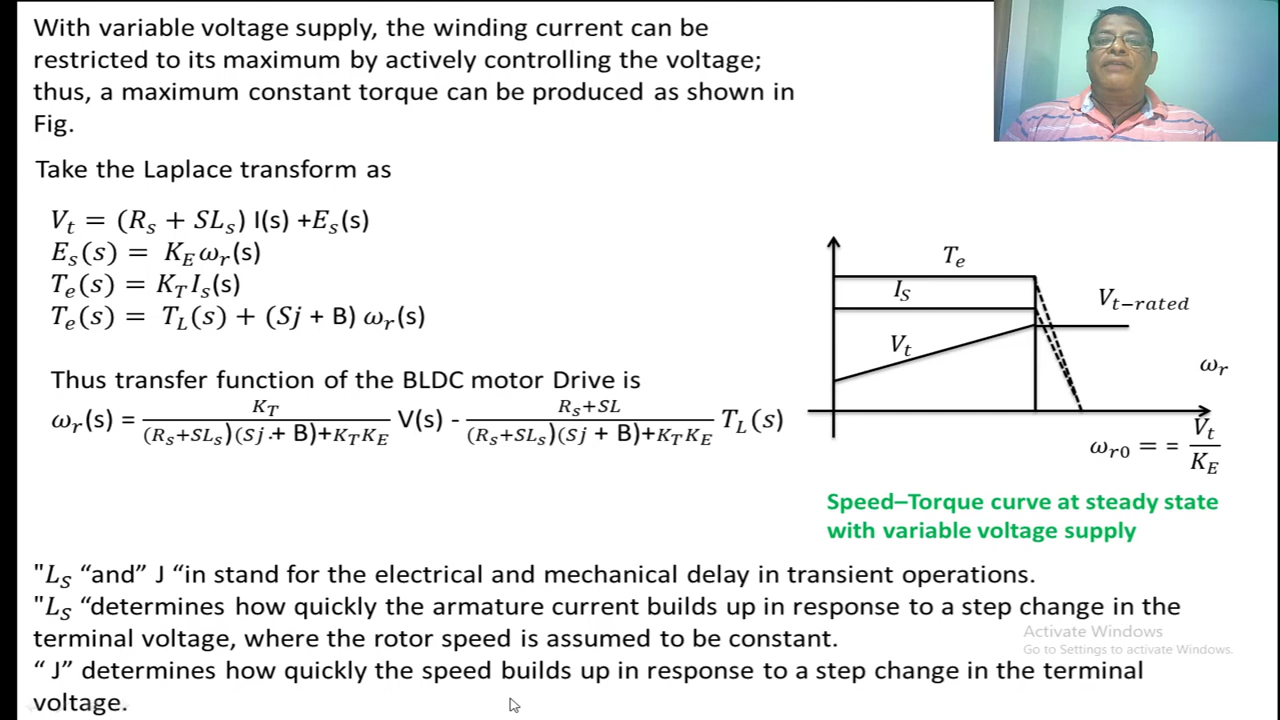 With variable voltage supply, the winding current can be
restricted to its maximum by actively controlling the voltage;
thus, a maximum constant torque can be produced as shown in
Fig.
Take the Laplace transform as
V_t = (R_s + SL_s) I(s) +E_s(s)
E_s(s) = K_E ω_r(s)
T_e(s) = K_T I_s(s)
T_e(s) = T_L(s) + (Sj + B) ω_r(s)
Thus transfer function of the BLDC motor Drive is
ω_r(s) = K_T / (R_s+SL_s)(Sj + B)+K_T K_E V(s) - R_s+SL / (R_s+SL_s)(Sj + B)+K_T K_E T_L(s)
T_e
I_S
V_t-rated
V_t
ω_r
ω_r0 = = V_t / K_E
Speed–Torque curve at steady state
with variable voltage supply
"L_S “and” J “in stand for the electrical and mechanical delay in transient operations.
"L_S “determines how quickly the armature current builds up in response to a step change in the
terminal voltage, where the rotor speed is assumed to be constant.
“ J” determines how quickly the speed builds up in response to a step change in the terminal
voltage.
Activate Windows
Go to Settings to activate Windows.